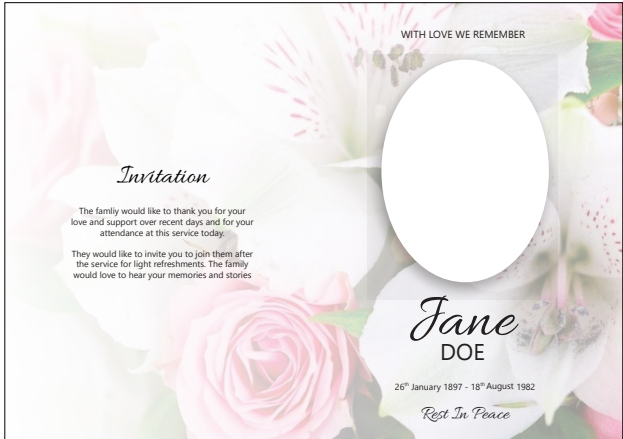 Invitation
The famliy would like to thank you for your
love and support over recent days and for your
attendance at this service today.
They would like to invite you to join them after
the service for light refreshments. The family
would love to hear your memories and stories
WITH LOVE WE REMEMBER
Jane
DOE
26th January 1897 - 18th August 1982
Rest In Peace